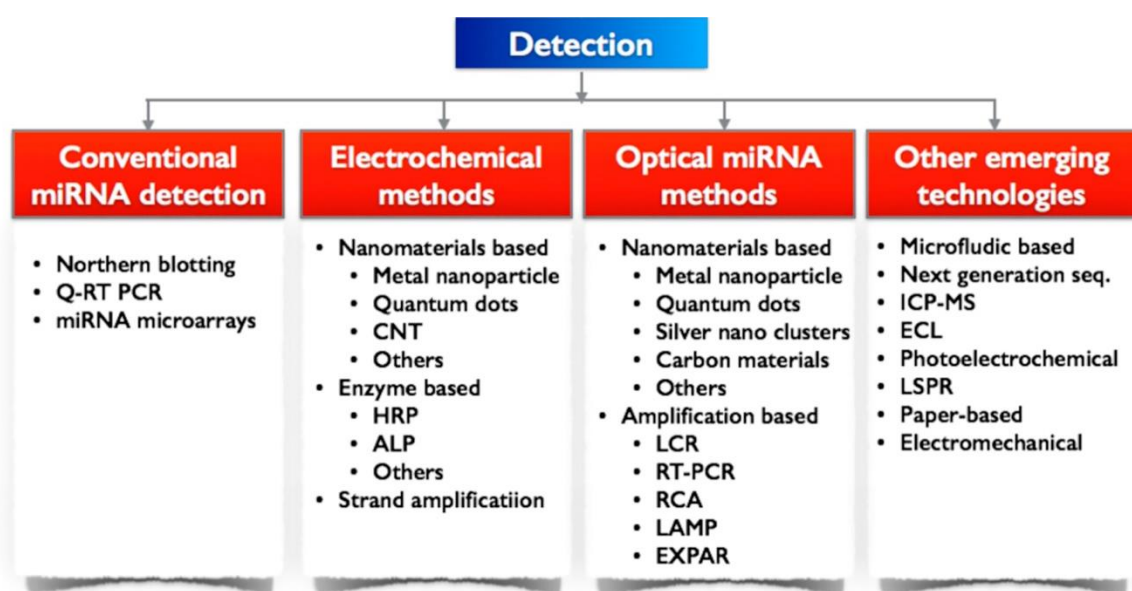 Detection
Conventional
miRNA detection
• Northern blotting
• Q-RT PCR
• miRNA microarrays
Electrochemical
methods
• Nanomaterials based
• Metal nanoparticle
• Quantum dots
• CNT
• Others
• Enzyme based
• HRP
• ALP
• Others
• Strand amplificatiion
Optical miRNA
methods
• Nanomaterials based
• Metal nanoparticle
• Quantum dots
• Silver nano clusters
• Carbon materials
• Others
• Amplification based
• LCR
• RT-PCR
• RCA
• LAMP
• EXPAR
Other emerging
technologies
• Microfludic based
• Next generation seq.
• ICP-MS
• ECL
• Photoelectrochemical
• LSPR
• Paper-based
• Electromechanical